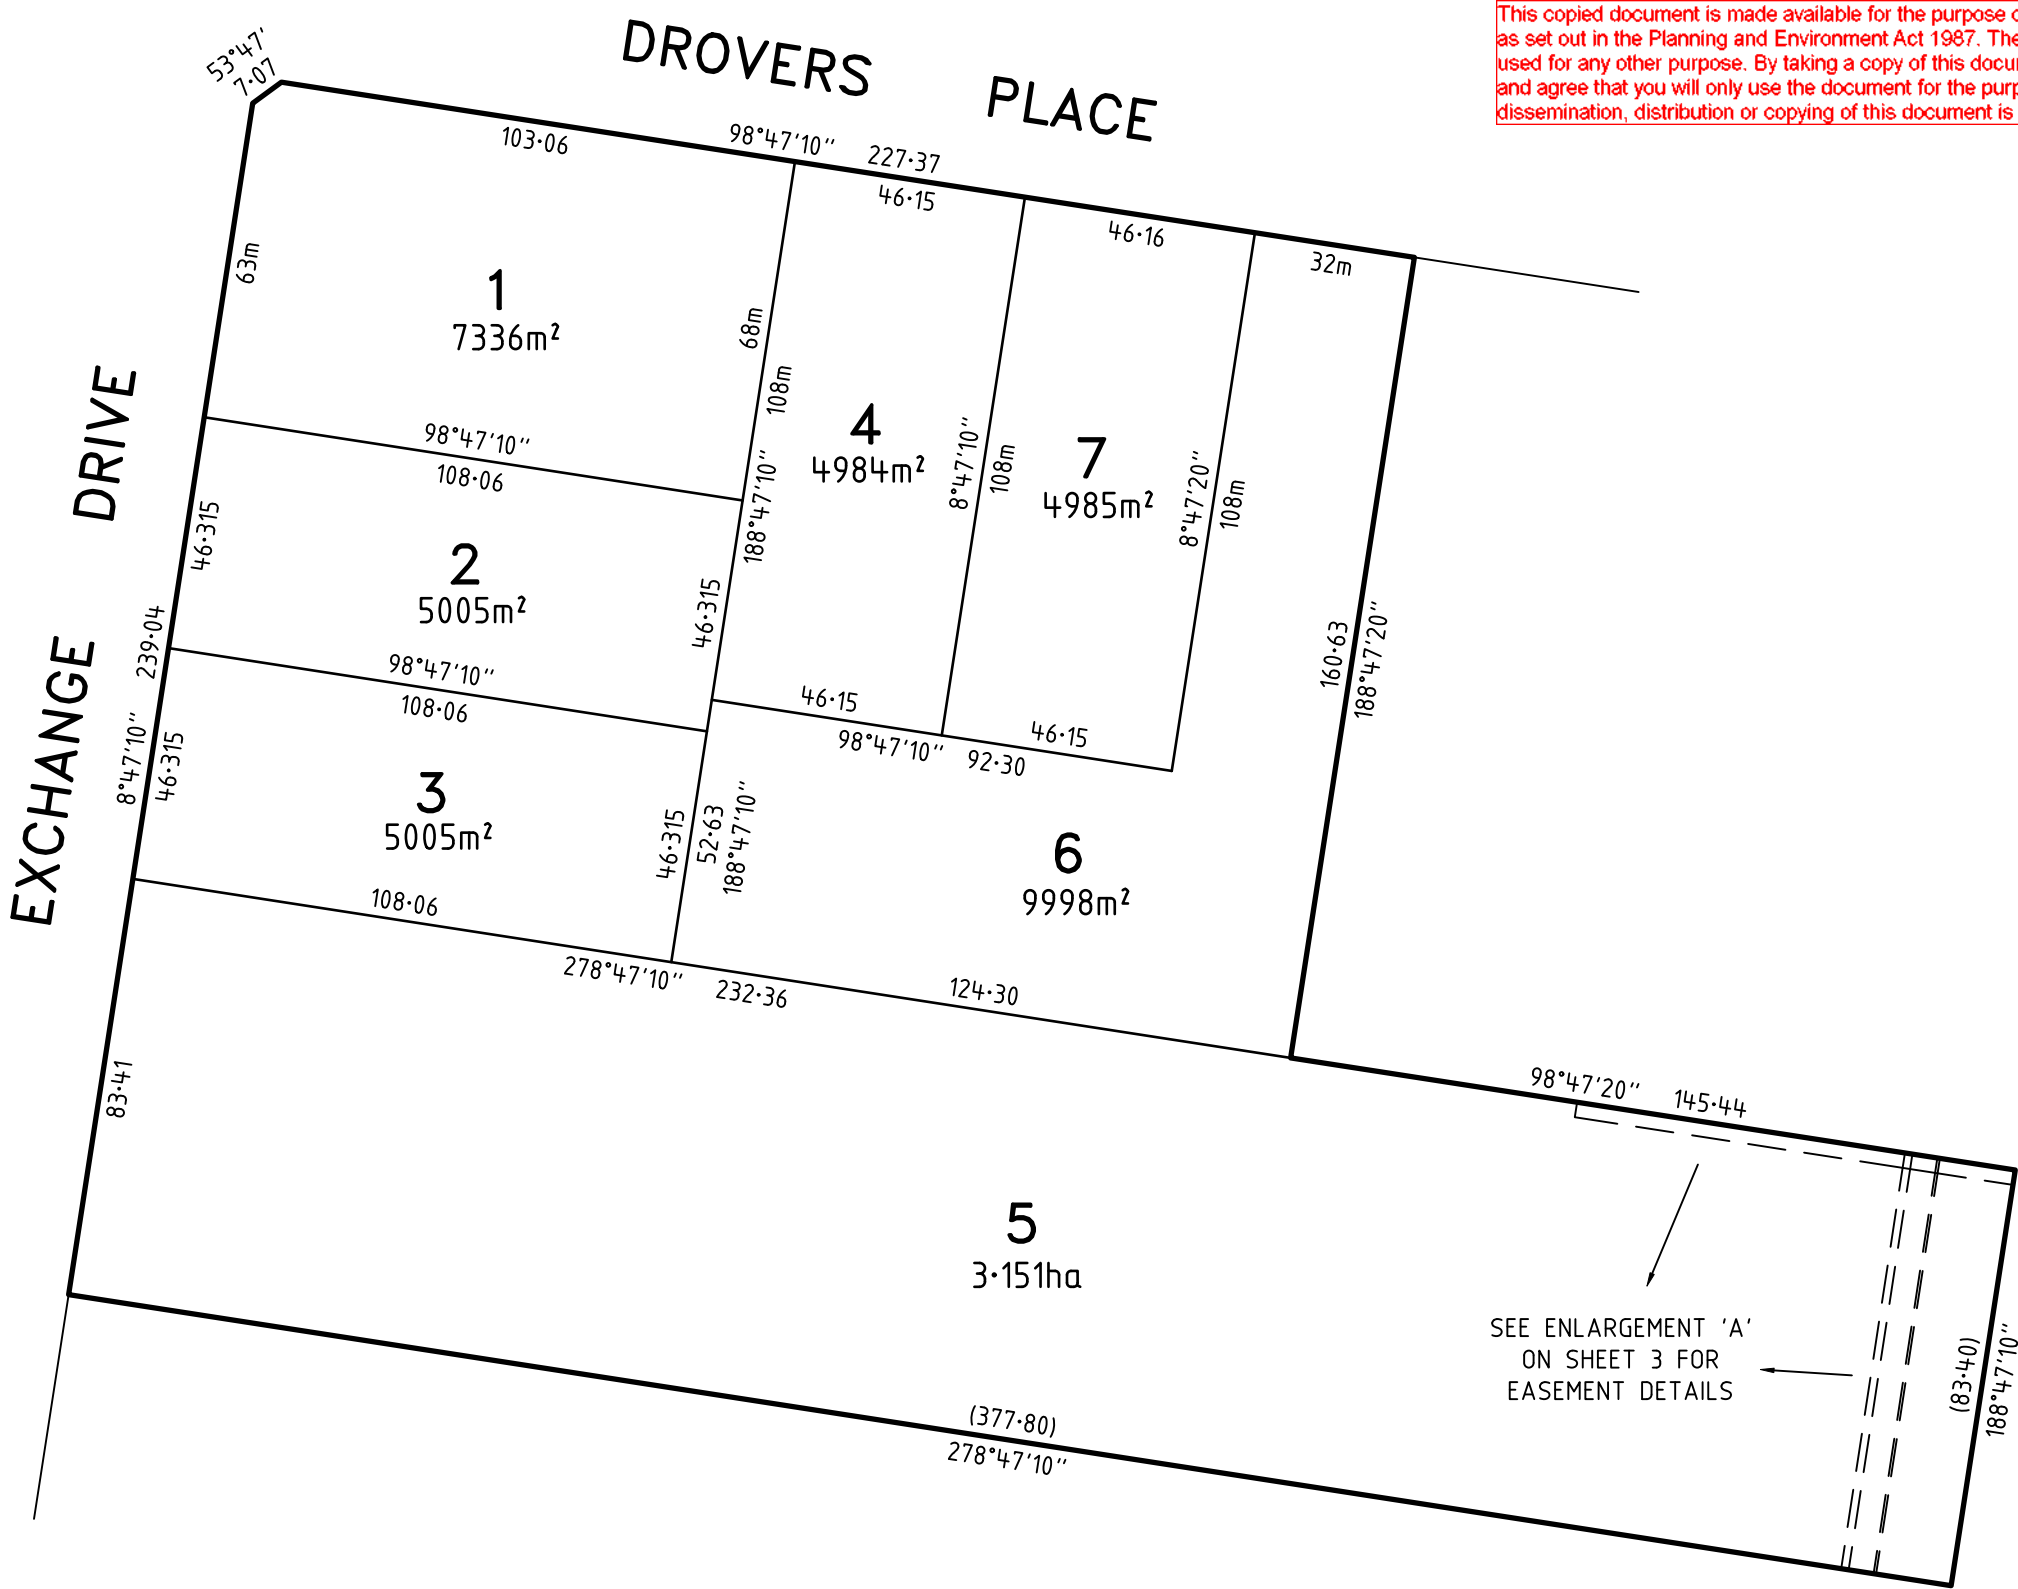 This copied document is made available for the purpose
as set out in the Planning and Environment Act 1987. The
used for any other purpose. By taking a copy of this
and agree that you will only use the document for the
dissemination, distribution or copying of this document is
DROVERS PLACE
53°47'
7·07
98°47'10" 227·37
103·06
46·15
46·16
32m
63m
1
7336m²
68m
108m
188°47'10"
4
4984m²
8°47'10"
108m
7
4985m²
8°47'20"
108m
EXCHANGE DRIVE
98°47'10"
108·06
46·315
2
5005m²
46·315
239·04
8°47'10"
98°47'10"
108·06
46·315
3
5005m²
46·315
52·63
188°47'10"
46·15
46·15
98°47'10" 92·30
160·63
188°47'20"
6
9998m²
108·06
278°47'10" 232·36
124·30
83·41
98°47'20" 145·44
5
3·151ha
SEE ENLARGEMENT 'A'
ON SHEET 3 FOR
EASEMENT DETAILS
(83·40)
188°47'10"
(377·80)
278°47'10"